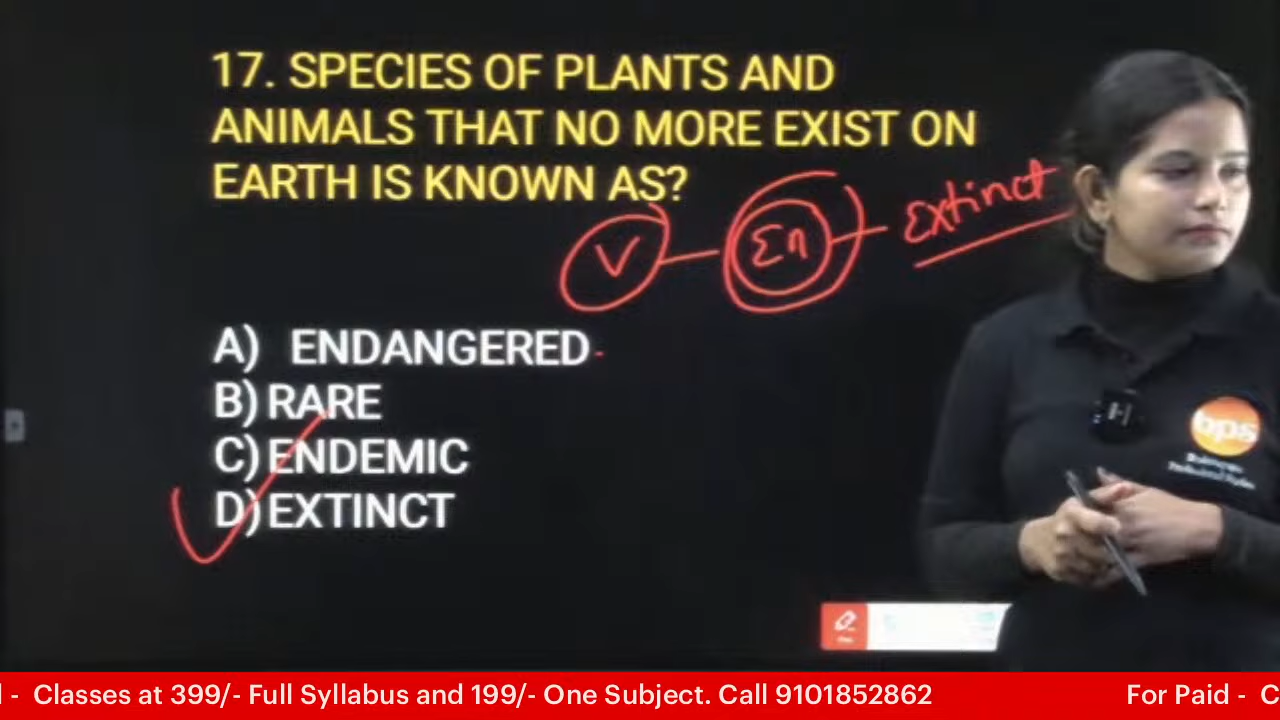 17. SPECIES OF PLANTS AND
ANIMALS THAT NO MORE EXIST ON
EARTH IS KNOWN AS?
V - En - Extinct
A) ENDANGERED
B) RARE
C) ENDEMIC
D) EXTINCT
bps
- Classes at 399/- Full Syllabus and 199/- One Subject. Call 9101852862 For Paid - C